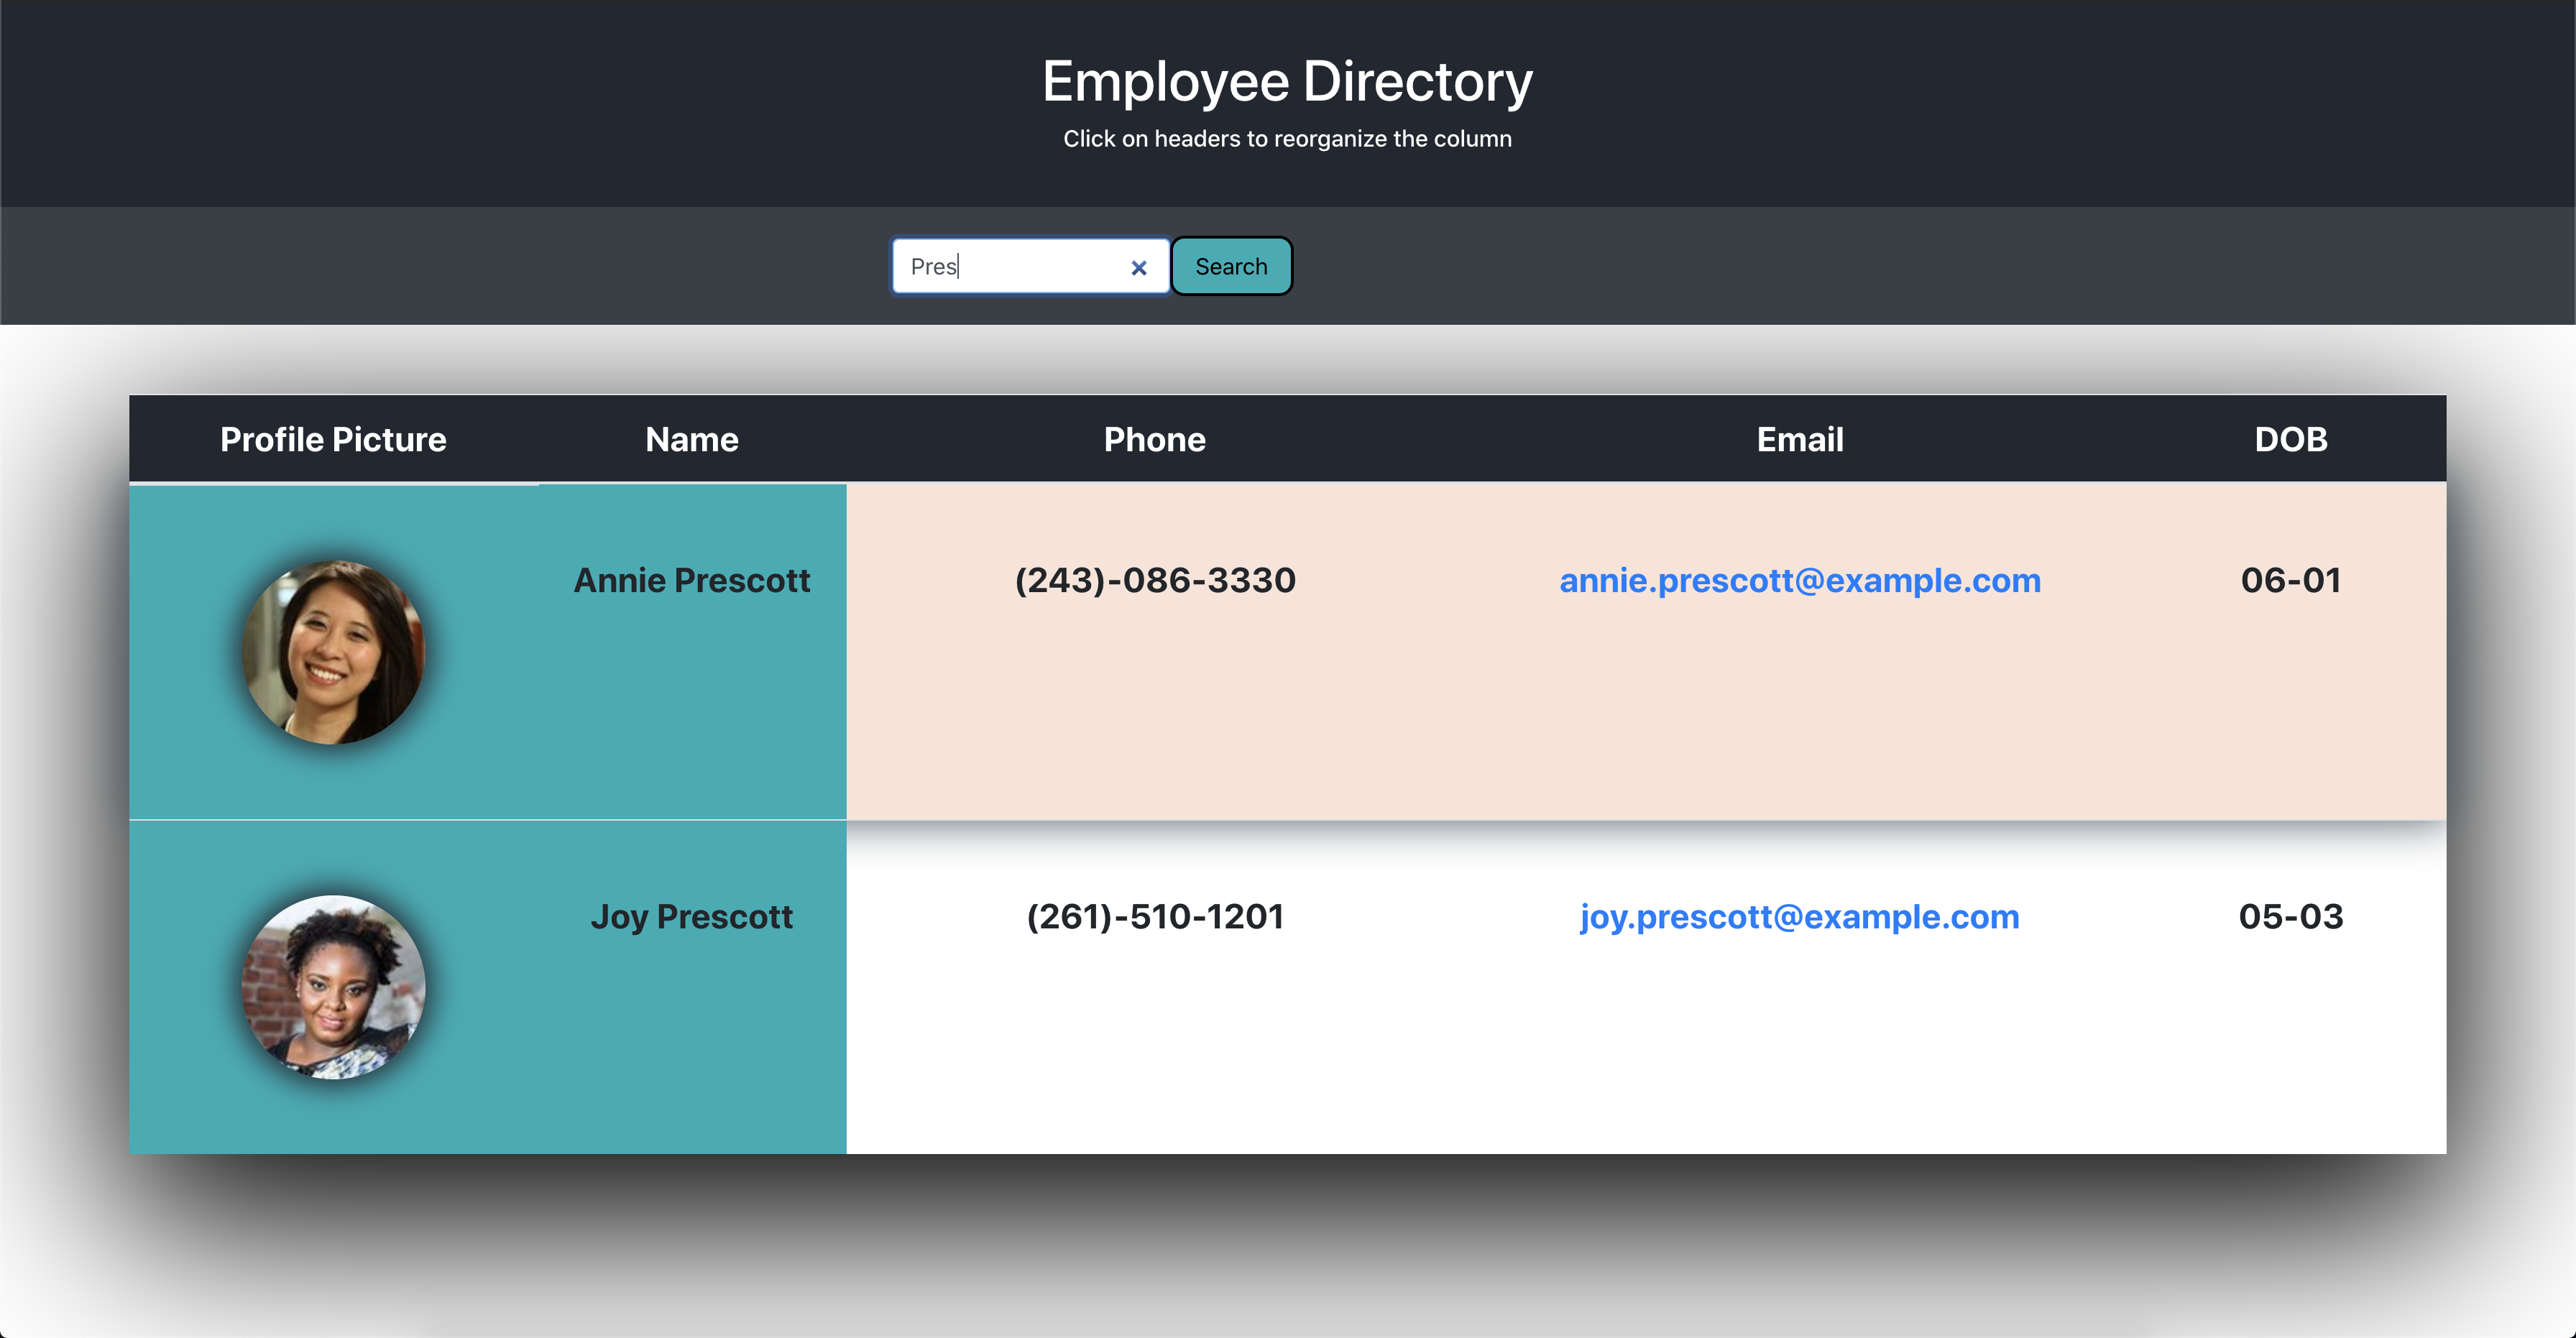 Employee Directory
Click on headers to reorganize the column
Pres Search
Profile Picture Name Phone Email DOB
Annie Prescott (243)-086-3330 annie.prescott@example.com 06-01
Joy Prescott (261)-510-1201 joy.prescott@example.com 05-03